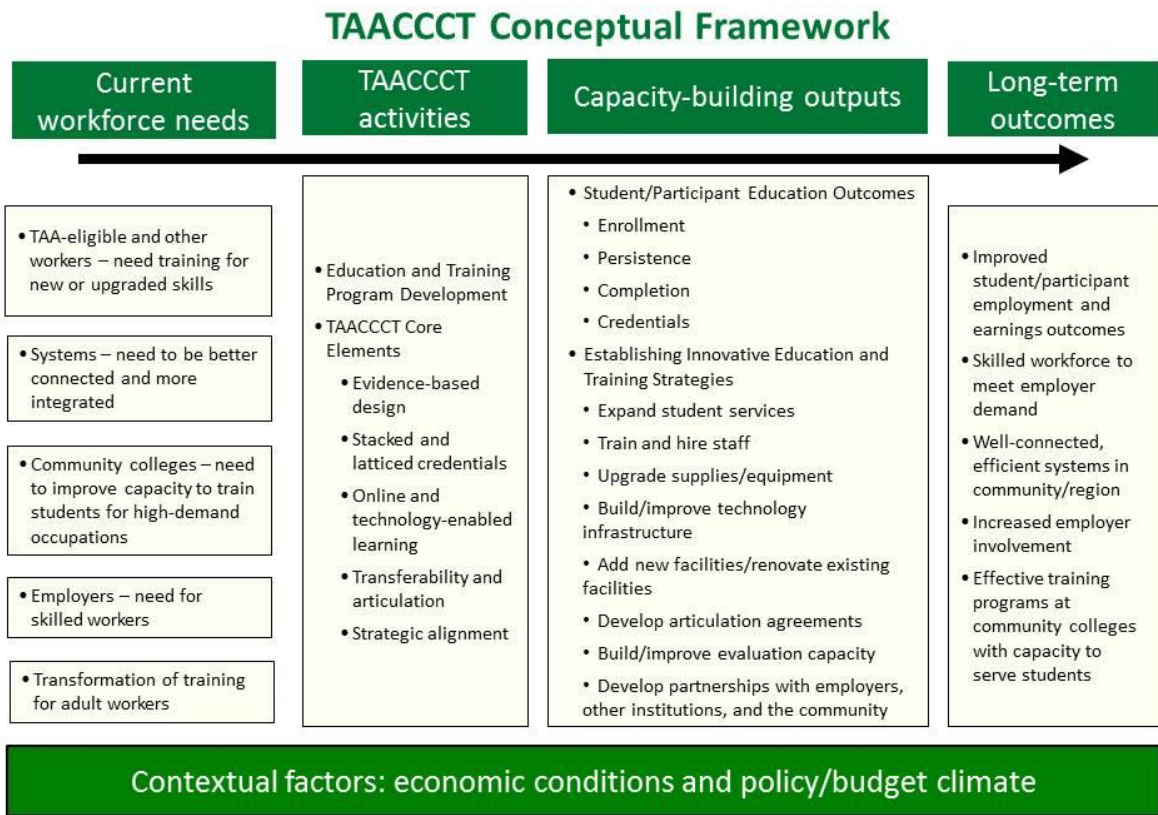 TAACCCT Conceptual Framework
Current
workforce needs
TAACCCT
activities
Capacity-building outputs
Long-term
outcomes
• TAA-eligible and other
workers – need training for
new or upgraded skills
• Systems – need to be better
connected and more
integrated
• Community colleges – need
to improve capacity to train
students for high-demand
occupations
• Employers – need for
skilled workers
• Transformation of training
for adult workers
• Education and Training
Program Development
• TAACCCT Core
Elements
• Evidence-based
design
• Stacked and
latticed credentials
• Online and
technology-enabled
learning
• Transferability and
articulation
• Strategic alignment
• Student/Participant Education Outcomes
• Enrollment
• Persistence
• Completion
• Credentials
• Establishing Innovative Education and
Training Strategies
• Expand student services
• Train and hire staff
• Upgrade supplies/equipment
• Build/improve technology
infrastructure
• Add new facilities/renovate existing
facilities
• Develop articulation agreements
• Build/improve evaluation capacity
• Develop partnerships with employers,
other institutions, and the community
• Improved
student/participant
employment and
earnings outcomes
• Skilled workforce to
meet employer
demand
• Well-connected,
efficient systems in
community/region
• Increased employer
involvement
• Effective training
programs at
community colleges
with capacity to
serve students
Contextual factors: economic conditions and policy/budget climate